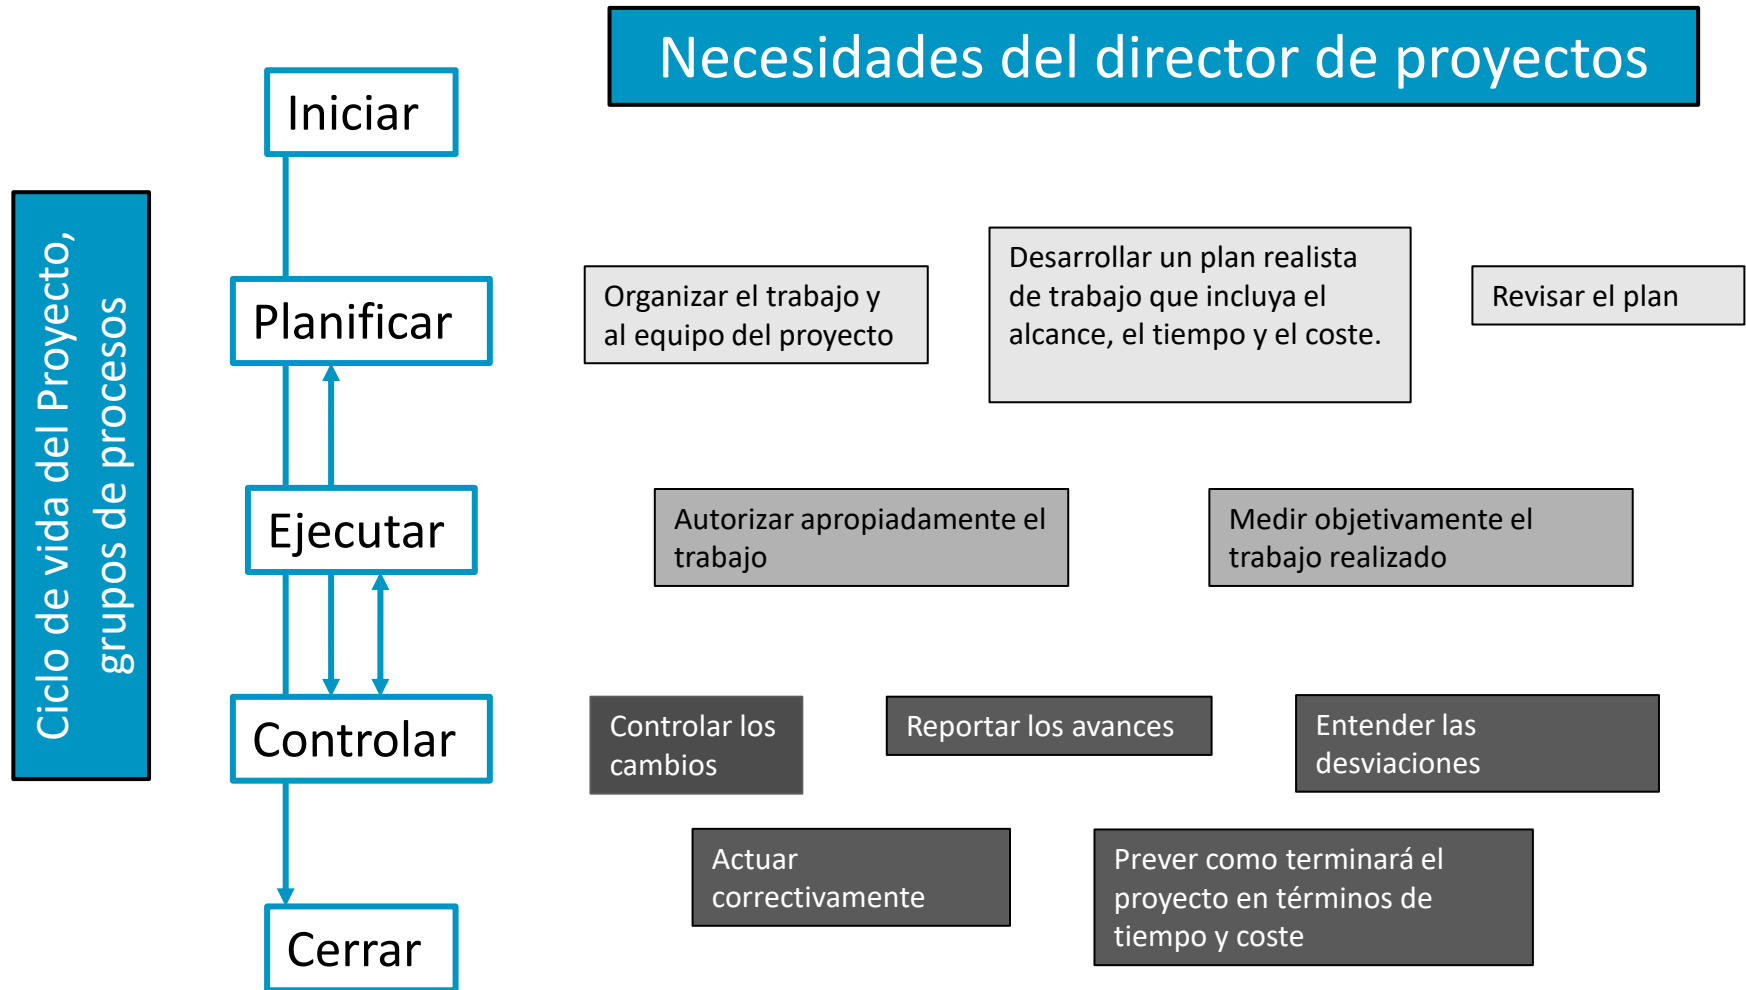 Necesidades del director de proyectos
Ciclo de vida del Proyecto,
grupos de procesos
Iniciar
Planificar
Organizar el trabajo y
al equipo del proyecto
Desarrollar un plan realista
de trabajo que incluya el
alcance, el tiempo y el coste.
Revisar el plan
Ejecutar
Autorizar apropiadamente el
trabajo
Medir objetivamente el
trabajo realizado
Controlar
Controlar los
cambios
Reportar los avances
Entender las
desviaciones
Actuar
correctivamente
Prever como terminará el
proyecto en términos de
tiempo y coste
Cerrar